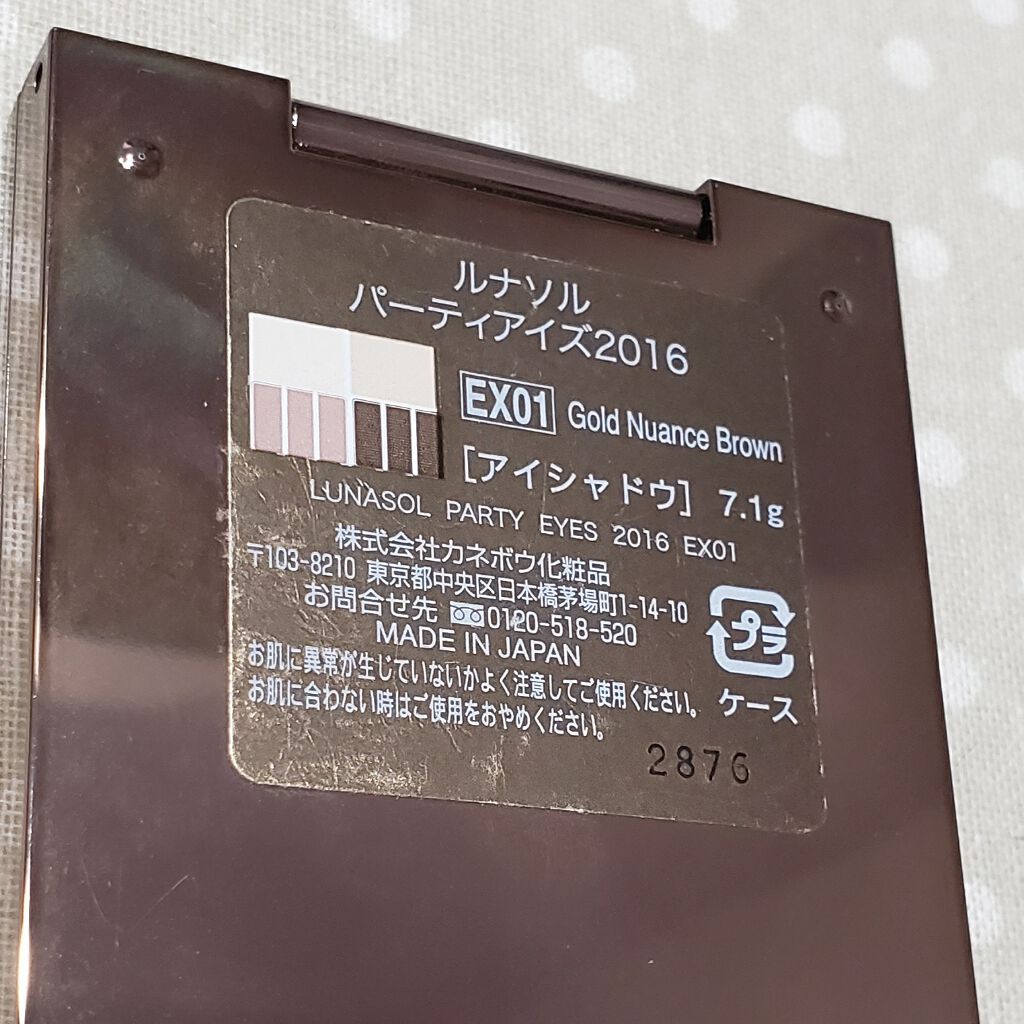 ルナソル
パーティアイズ2016
EX01 Gold Nuance Brown
[アイシャドウ] 7.1g
LUNASOL PARTY EYES 2016 EX01
株式会社カネボウ化粧品
〒103-8210 東京都中央区日本橋茅場町1-14-10
お問合せ先 0120-518-520
MADE IN JAPAN
お肌に異常が生じていないかよく注意してご使用ください。
お肌に合わない時はご使用をおやめください。
プラ
ケース
2876